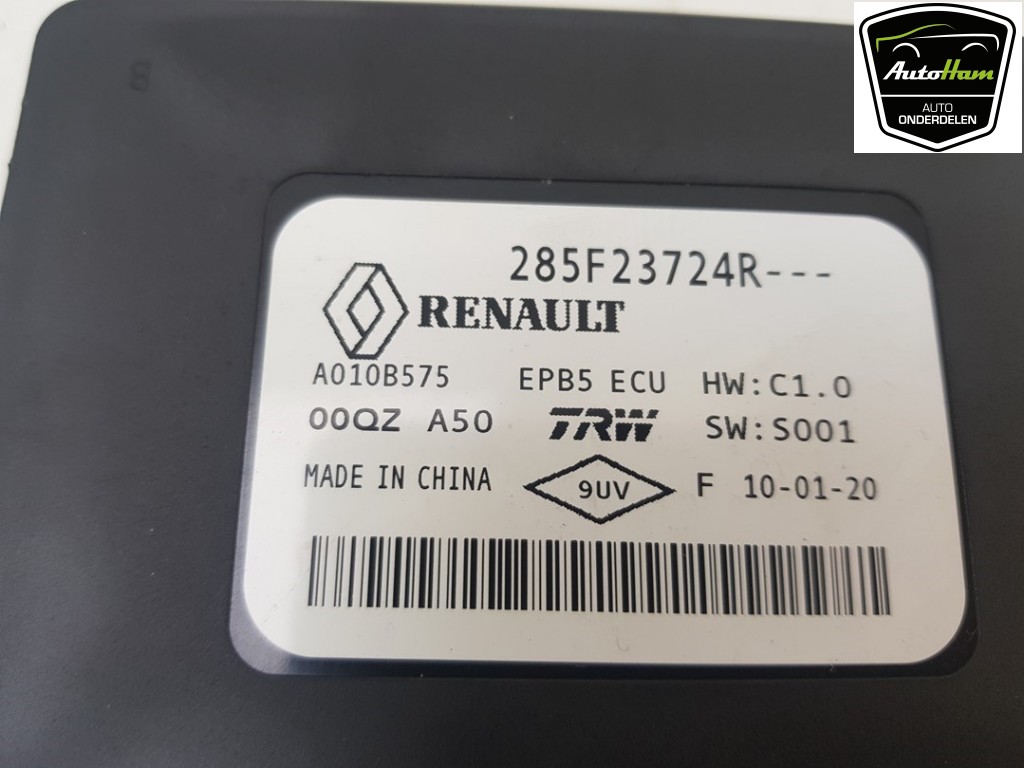 AutoHam
AUTO
ONDERDELEN
285F23724R---
RENAULT
A010B575 EPB5 ECU HW:C1.0
00QZ A50 TRW SW:S001
MADE IN CHINA 9UV F 10-01-20